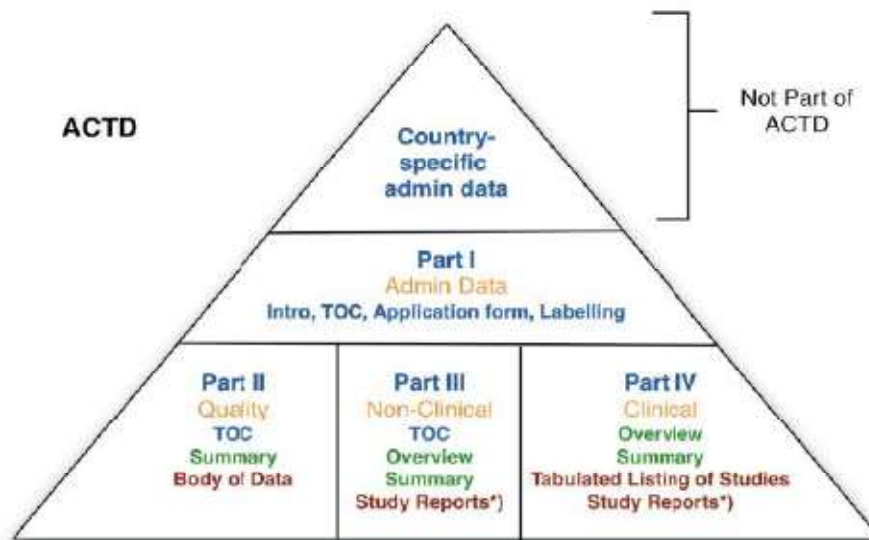 ACTD
Not Part of
ACTD
Country-
specific
admin data
Part I
Admin Data
Intro, TOC, Application form, Labelling
Part II
Quality
TOC
Summary
Body of Data
Part III
Non-Clinical
TOC
Overview
Summary
Study Reports*)
Part IV
Clinical
Overview
Summary
Tabulated Listing of Studies
Study Reports*)